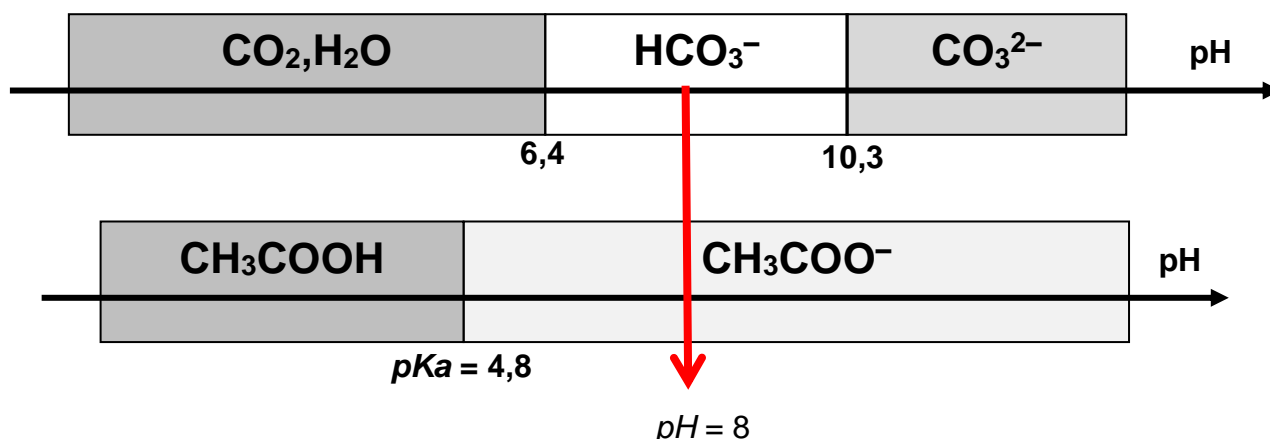 CO₂,H₂O HCO₃⁻ CO₃²⁻ pH
6,4 10,3
CH₃COOH CH₃COO⁻ pH
pKa = 4,8
pH = 8